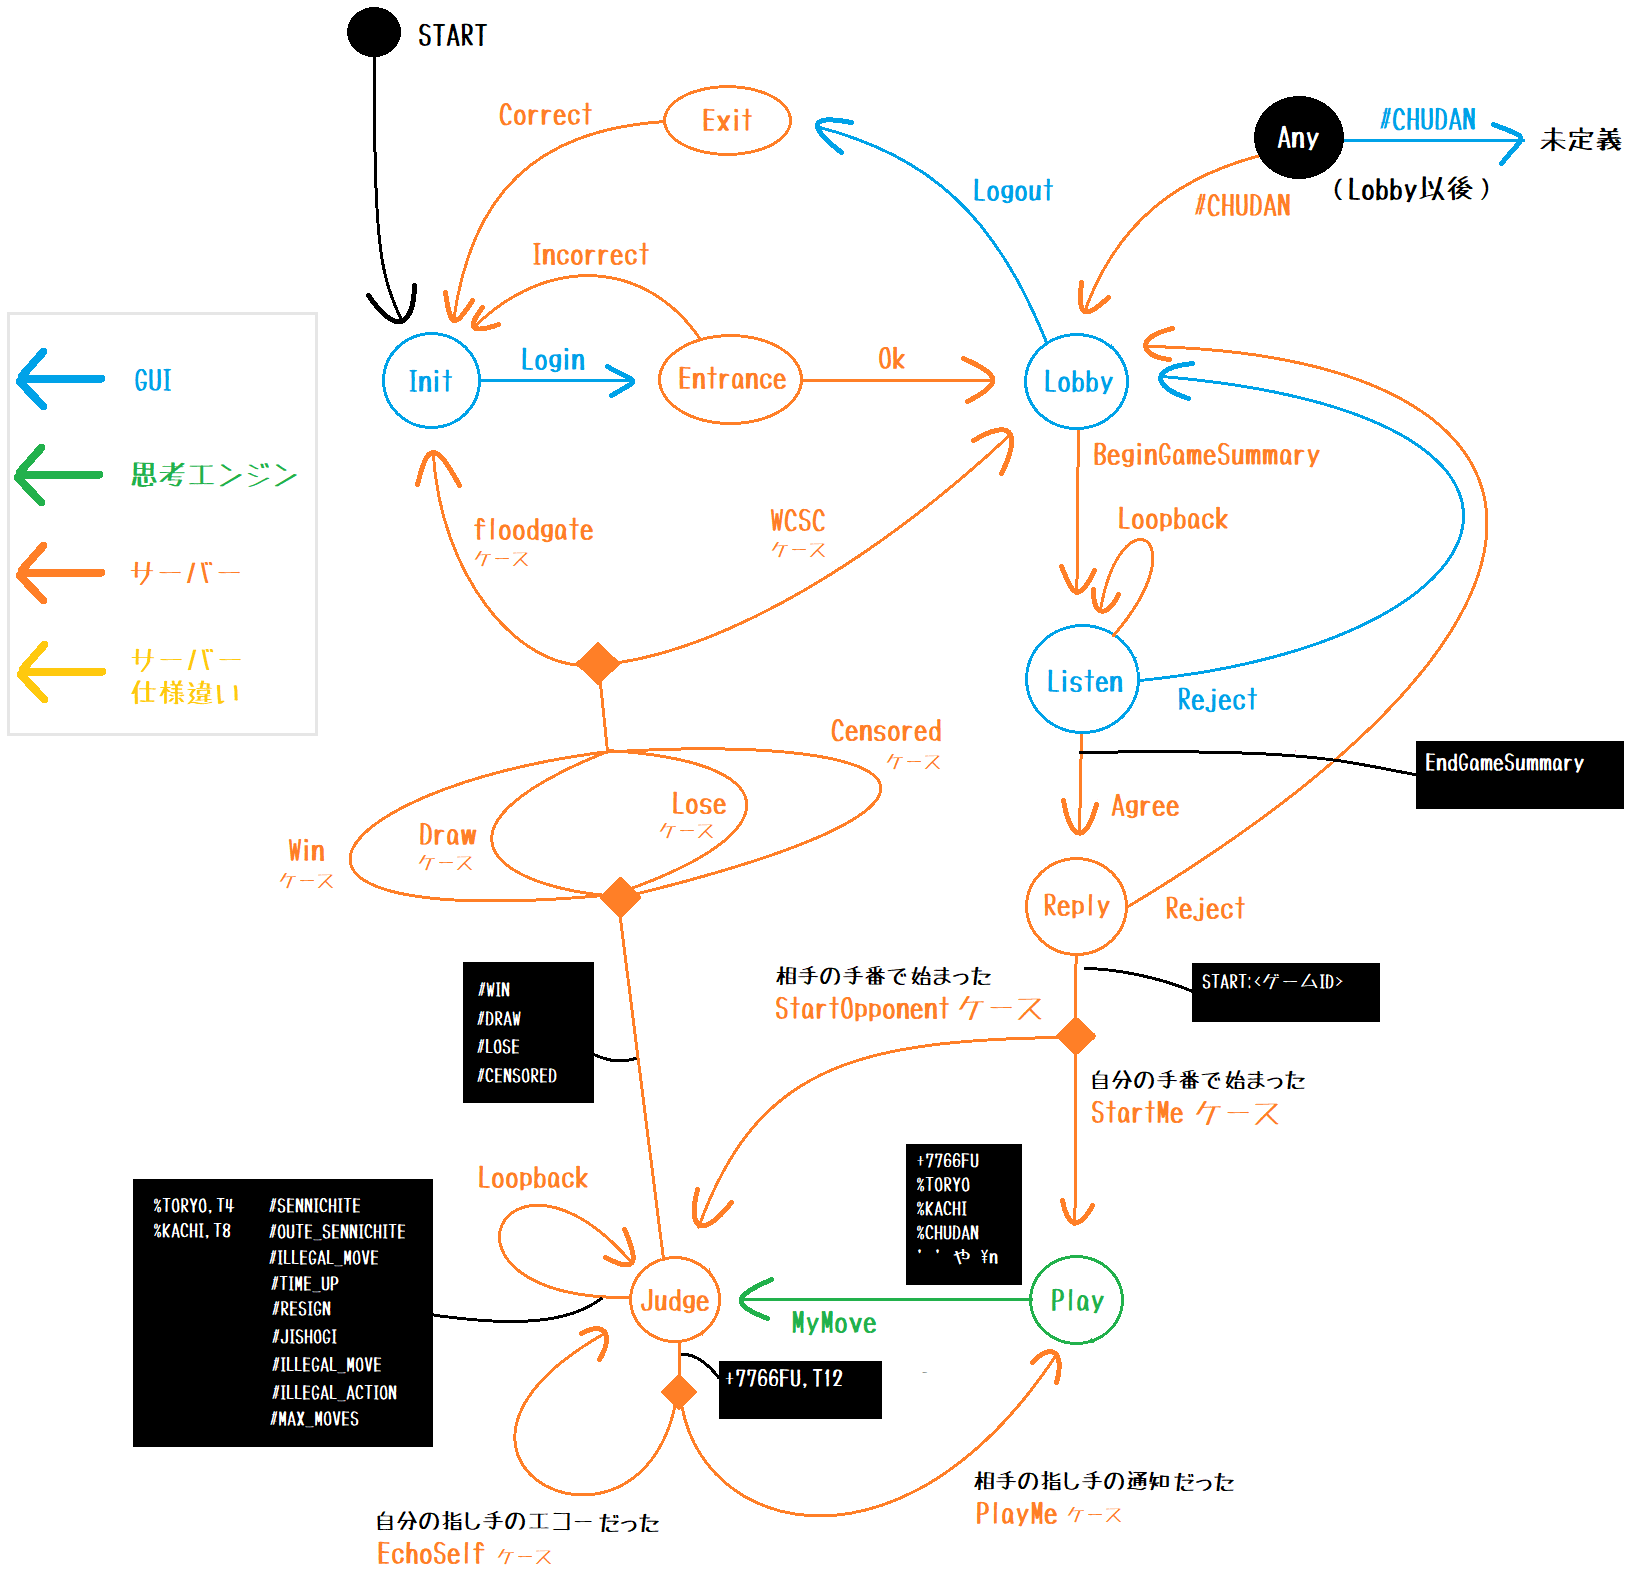 START
Correct
Exit
#CHUDAN
Any
未定義
(Lobby以後)
#CHUDAN
Logout
Incorrect
Init
Login
Entrance
Ok
Lobby
GUI
思考エンジン
サーバー
サーバー
仕様違い
BeginGameSummary
Loopback
floodgate
ケース
WCSC
ケース
Listen
Reject
Censored
ケース
EndGameSummary
Lose
ケース
Agree
Draw
ケース
Win
ケース
Reply
Reject
#WIN
#DRAW
#LOSE
#CENSORED
相手の手番で始まった
StartOpponent ケース
START:<ゲームID>
自分の手番で始まった
StartMe ケース
+7766FU
%TORYO
%KACHI
%CHUDAN
' ' や ¥n
Loopback
%TORYO,T4 #SENNICHITE
%KACHI,T8 #OUTE_SENNICHITE
#ILLEGAL_MOVE
#TIME_UP
#RESIGN
#JISHOGI
#ILLEGAL_MOVE
#ILLEGAL_ACTION
#MAX_MOVES
Judge
MyMove
Play
+7766FU,T12
相手の指し手の通知だった
PlayMe ケース
自分の指し手のエコーだった
EchoSelf ケース